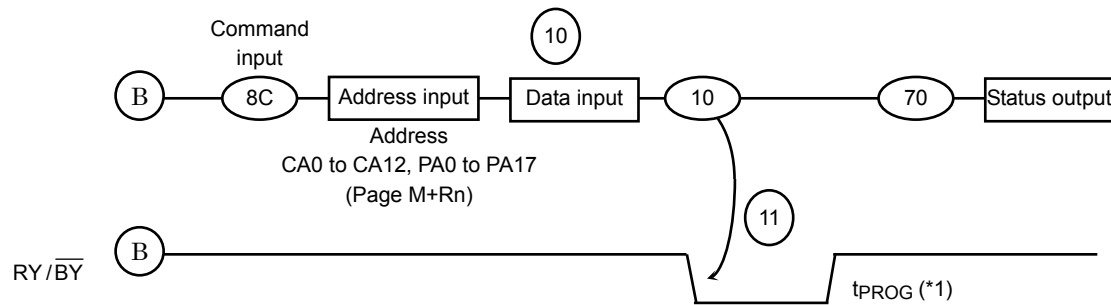 Command
input
10
B
8C
Address input
Data input
10
70
Status output
Address
CA0 to CA12, PA0 to PA17
(Page M+Rn)
11
B
RY/BY
tPROG (*1)